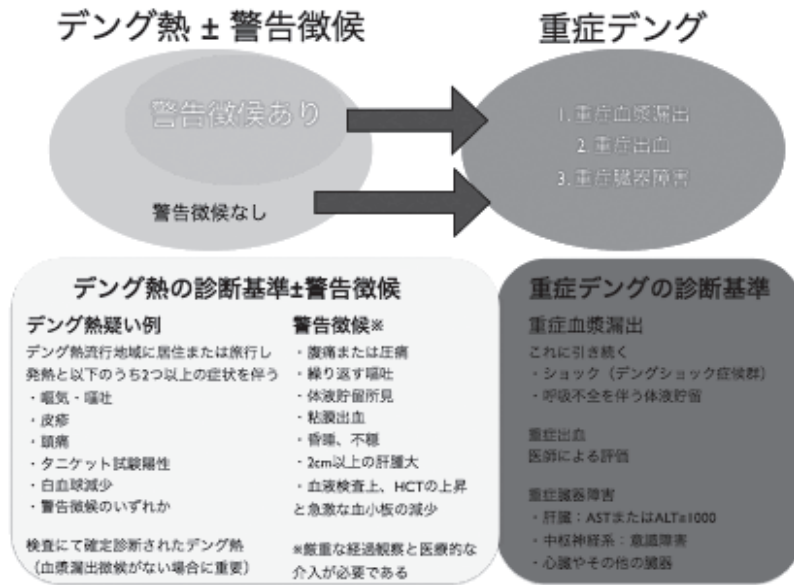 デング熱 ± 警告徴候
重症デング
警告徴候あり
警告徴候なし
1.重症血漿漏出
2.重症出血
3.重症臓器障害
デング熱の診断基準±警告徴候
デング熱疑い例
デング熱流行地域に居住または旅行し
発熱と以下のうち2つ以上の症状を伴う
・嘔気・嘔吐
・皮疹
・頭痛
・タニケット試験陽性
・白血球減少
・警告徴候のいずれか
検査にて確定診断されたデング熱
(血漿漏出徴候がない場合に重要)
警告徴候※
・腹痛または圧痛
・繰り返す嘔吐
・体液貯留所見
・粘膜出血
・昏睡、不穏
・2cm以上の肝腫大
・血液検査上、HCTの上昇
と急激な血小板の減少
※厳重な経過観察と医療的な
介入が必要である
重症デングの診断基準
重症血漿漏出
これに引き続く
・ショック(デングショック症候群)
・呼吸不全を伴う体液貯留
重症出血
医師による評価
重症臓器障害
・肝臓:ASTまたはALT≥1000
・中枢神経系:意識障害
・心臓やその他の臓器